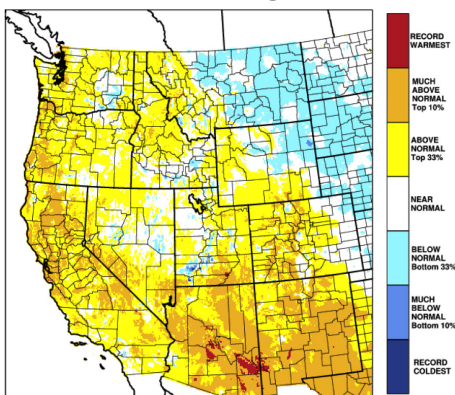 RECORD
WARMEST
MUCH
ABOVE
NORMAL
Top 10%
ABOVE
NORMAL
Top 33%
NEAR
NORMAL
BELOW
NORMAL
Bottom 33%
MUCH
BELOW
NORMAL
Bottom 10%
RECORD
COLDEST